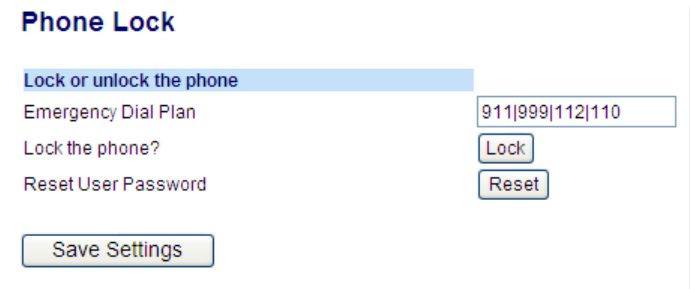 Phone Lock
Lock or unlock the phone
Emergency Dial Plan 911|999|112|110
Lock the phone? Lock
Reset User Password Reset
Save Settings